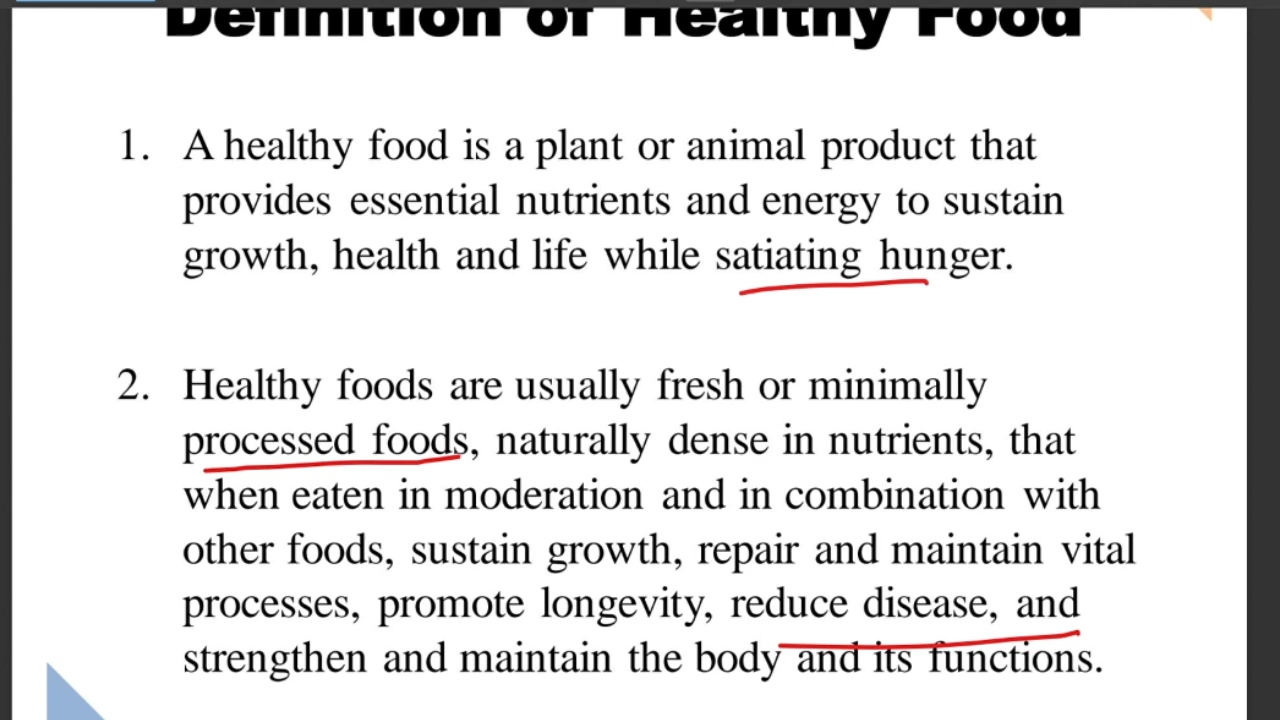 Definition of Healthy Food
1. A healthy food is a plant or animal product that
provides essential nutrients and energy to sustain
growth, health and life while satiating hunger.
2. Healthy foods are usually fresh or minimally
processed foods, naturally dense in nutrients, that
when eaten in moderation and in combination with
other foods, sustain growth, repair and maintain vital
processes, promote longevity, reduce disease, and
strengthen and maintain the body and its functions.